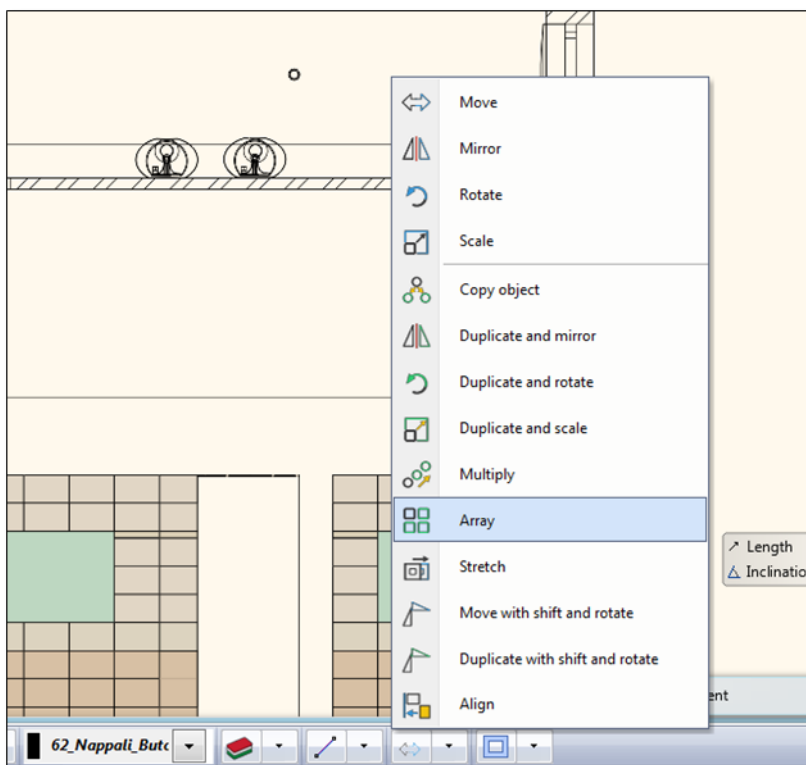 Move
Mirror
Rotate
Scale
Copy object
Duplicate and mirror
Duplicate and rotate
Duplicate and scale
Multiply
Array
Stretch
Move with shift and rotate
Duplicate with shift and rotate
Align
Length
Inclinatio
ent
62_Nappali_Butc